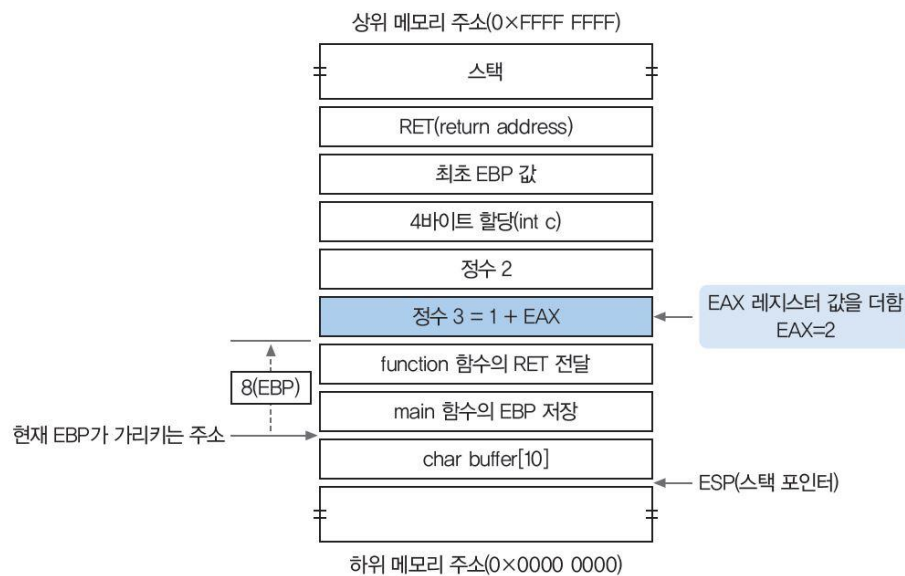 상위 메모리 주소(0×FFFF FFFF)
스택
RET(return address)
최초 EBP 값
4바이트 할당(int c)
정수 2
정수 3 = 1 + EAX
EAX 레지스터 값을 더함
EAX=2
function 함수의 RET 전달
8(EBP)
main 함수의 EBP 저장
현재 EBP가 가리키는 주소
char buffer[10]
ESP(스택 포인터)
하위 메모리 주소(0×0000 0000)